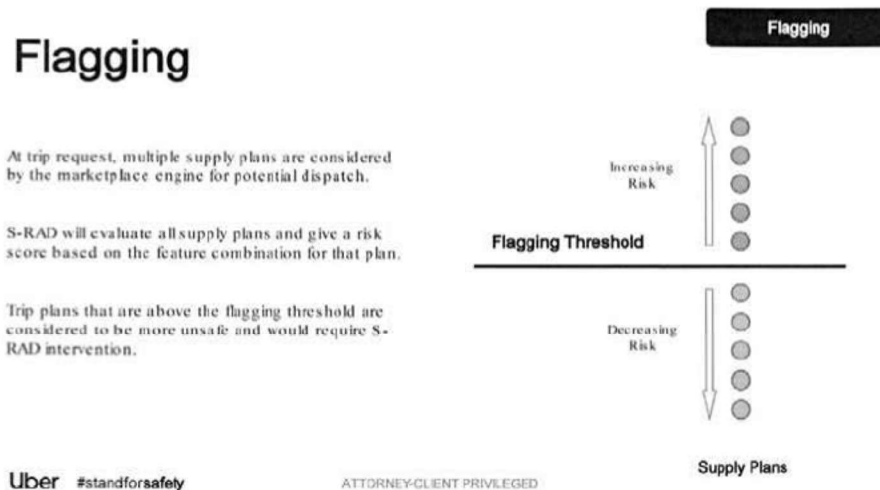 Flagging
Flagging
At trip request, multiple supply plans are considered
by the marketplace engine for potential dispatch.
S-RAD will evaluate all supply plans and give a risk
score based on the feature combination for that plan.
Trip plans that are above the flagging threshold are
considered to be more unsafe and would require S-
RAD intervention.
Increasing
Risk
Flagging Threshold
Decreasing
Risk
Supply Plans
Uber #standforsafety
ATTORNEY-CLIENT PRIVILEGED